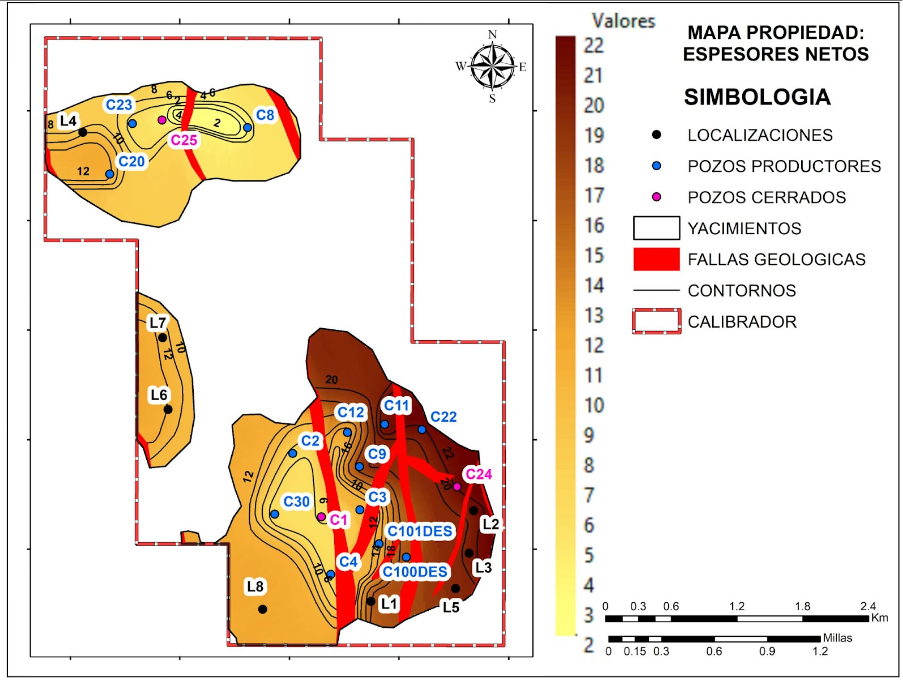 Valores
MAPA PROPIEDAD:
ESPESORES NETOS
SIMBOLOGIA
LOCALIZACIONES
POZOS PRODUCTORES
POZOS CERRADOS
YACIMIENTOS
FALLAS GEOLOGICAS
CONTORNOS
CALIBRADOR
22
21
20
19
18
17
16
15
14
13
12
11
10
9
8
7
6
5
4
3
2
N
W E
S
8
6
2
4 6
C23
C8
8
L4
10
4
2
C25
C20
12
L7
10
12
L6
20
C12
C11
C22
C2
16
C9
22
C24
12
10
20
C30
6
C3
C1
12
L2
C101DES
14
18
L3
C4
C100DES
10
8
L8
L1
L5
0 0.3 0.6 1.2 1.8 2.4
Km
Millas
0 0.15 0.3 0.6 0.9 1.2